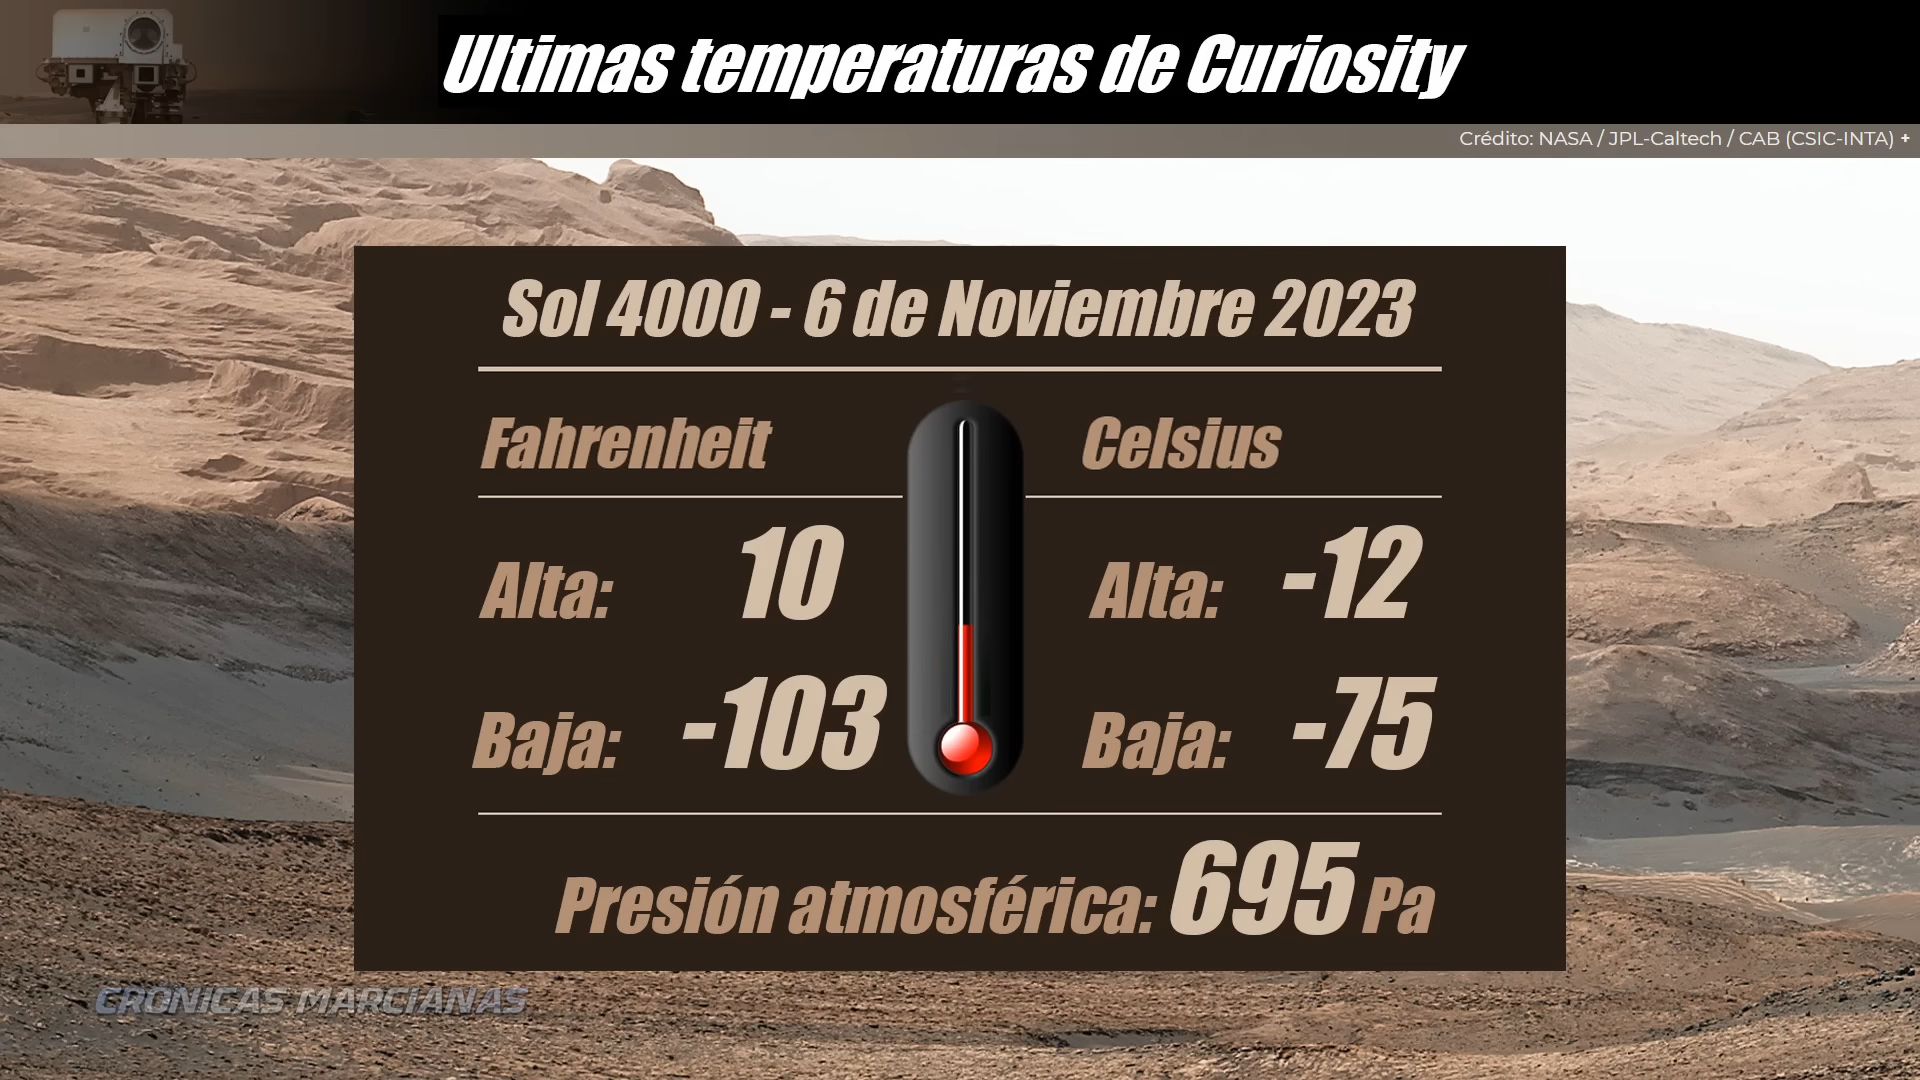 Ultimas temperaturas de Curiosity
Crédito: NASA / JPL-Caltech / CAB (CSIC-INTA) +
Sol 4000 - 6 de Noviembre 2023
Fahrenheit
Celsius
Alta: 10
Alta: -12
Baja: -103
Baja: -75
Presión atmosférica: 695 Pa
CRONICAS MARCIANAS